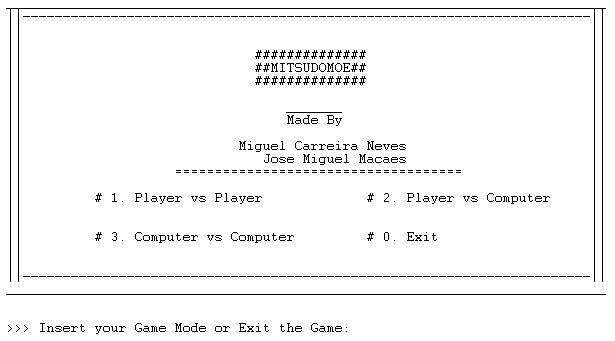 ##############
##MITSUDOMOE##
##############
Made By
Miguel Carreira Neves
Jose Miguel Macaes
====================================
# 1. Player vs Player # 2. Player vs Computer
# 3. Computer vs Computer # 0. Exit
>>> Insert your Game Mode or Exit the Game: